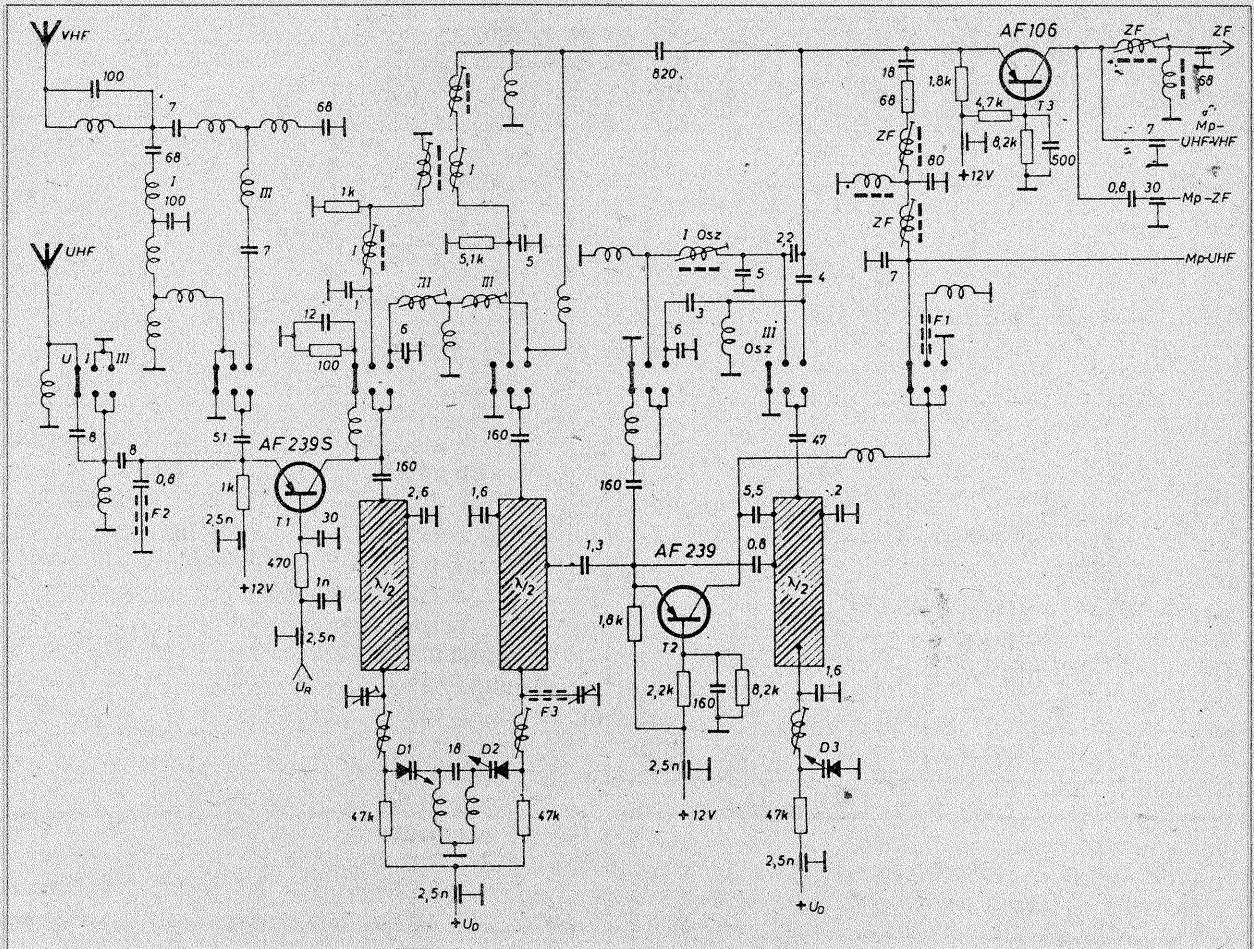 VHF
100
7
68
68
I
100
III
7
UHF
U
I
III
8
8
0,8
F2
51
1k
2,5n
+12V
AF 239S
T1
30
470
1n
2,5n
UR
1k
I
1
12
100
6
III
III
I
5,1k
5
160
160
2,6
1,6
λ/2
λ/2
F3
D1
18
D2
47k
47k
2,5n
+UD
820
I Osz
2,2
5
4
3
6
III
Osz
160
47
1,3
AF 239
5,5
2
0,8
λ/2
1,8k
T2
2,2k
160
8,2k
2,5n
+12V
1,6
D3
47k
2,5n
+UD
18
68
ZF
80
ZF
7
F1
1,8k
4,7k
8,2k
+12V
AF106
T3
500
ZF
ZF
68
Mp-
UHF-VHF
7
0,8
30
Mp-ZF
Mp-UHF